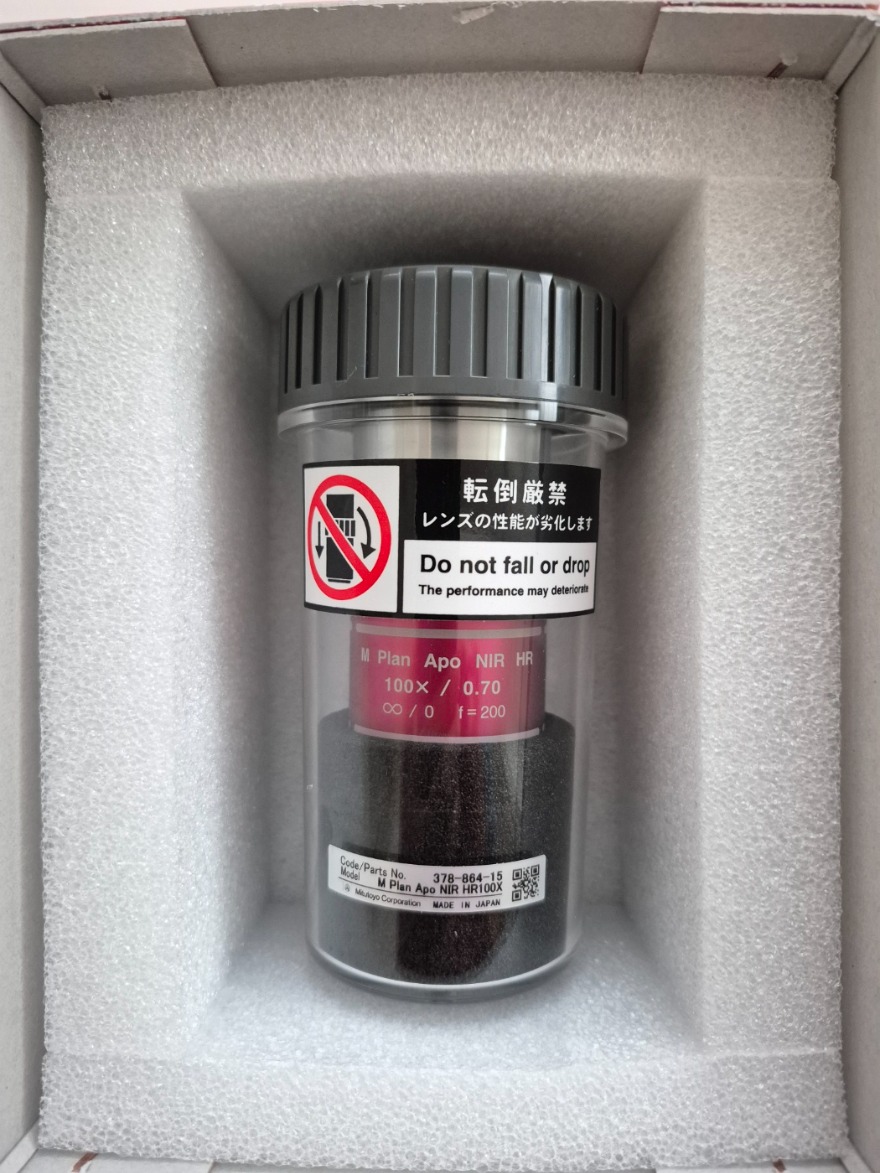 転倒厳禁
レンズの性能が劣化します
Do not fall or drop
The performance may deteriorate
M Plan Apo NIR HR
100× / 0.70
∞ / 0 f=200
Code/Parts No. 378-864-15
Model M Plan Apo NIR HR100X
Mitutoyo Corporation MADE IN JAPAN